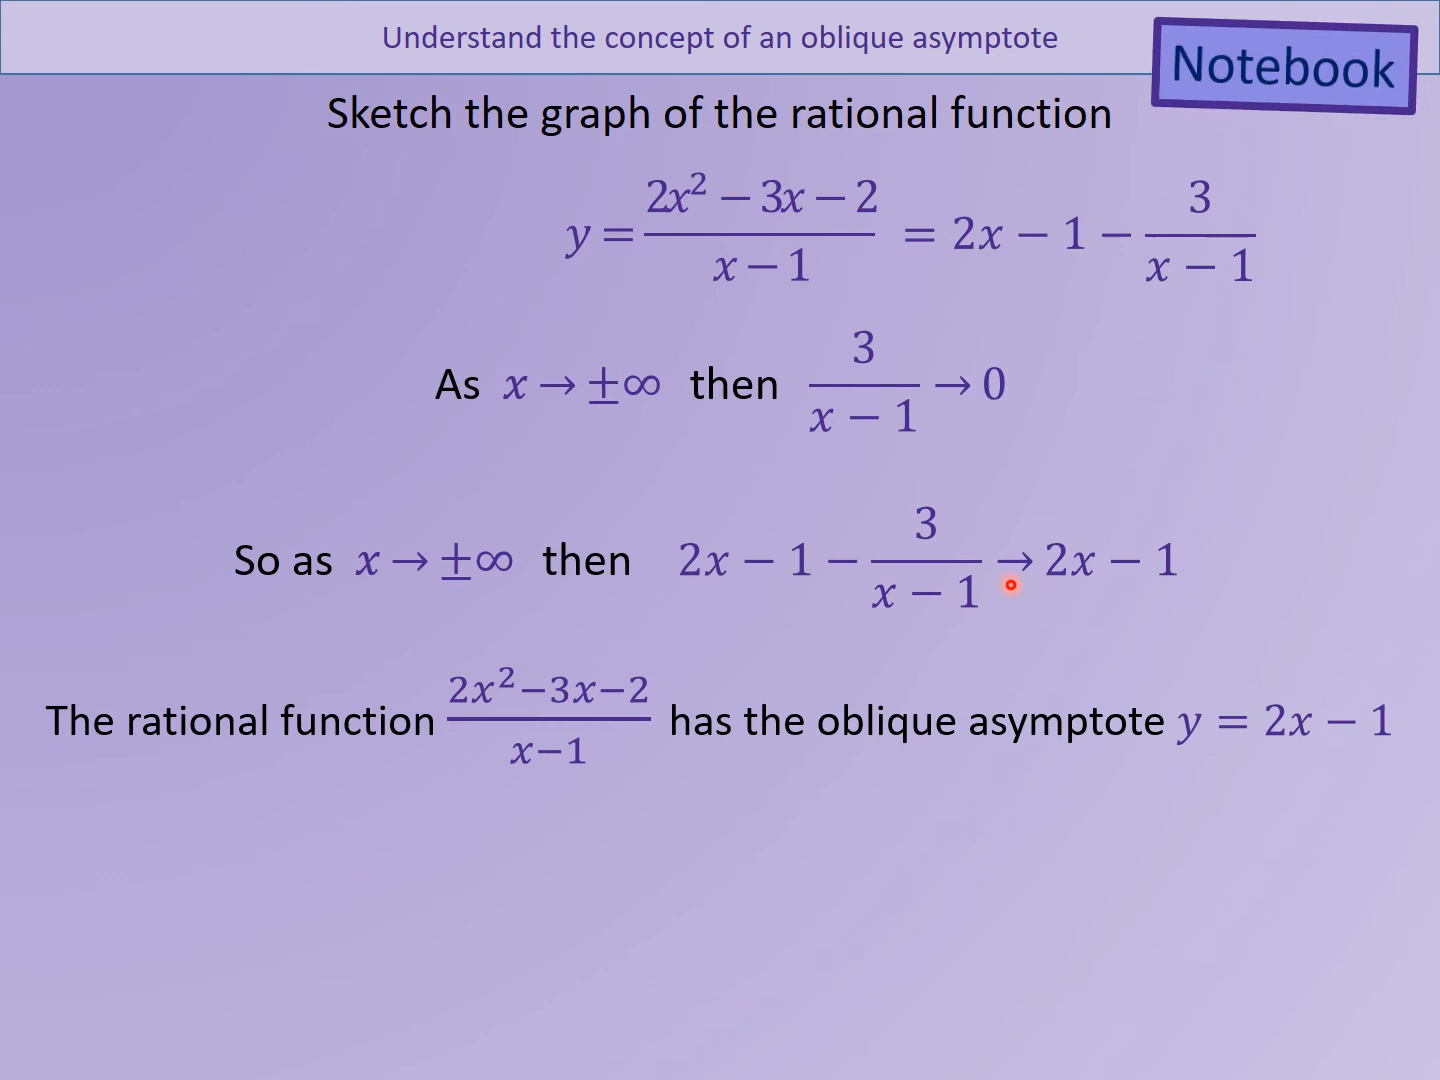 Understand the concept of an oblique asymptote
Notebook
Sketch the graph of the rational function
y = (2x² − 3x − 2)/(x − 1) = 2x − 1 − 3/(x − 1)
As x → ±∞ then 3/(x − 1) → 0
So as x → ±∞ then 2x − 1 − 3/(x − 1) → 2x − 1
The rational function (2x²−3x−2)/(x−1) has the oblique asymptote y = 2x − 1